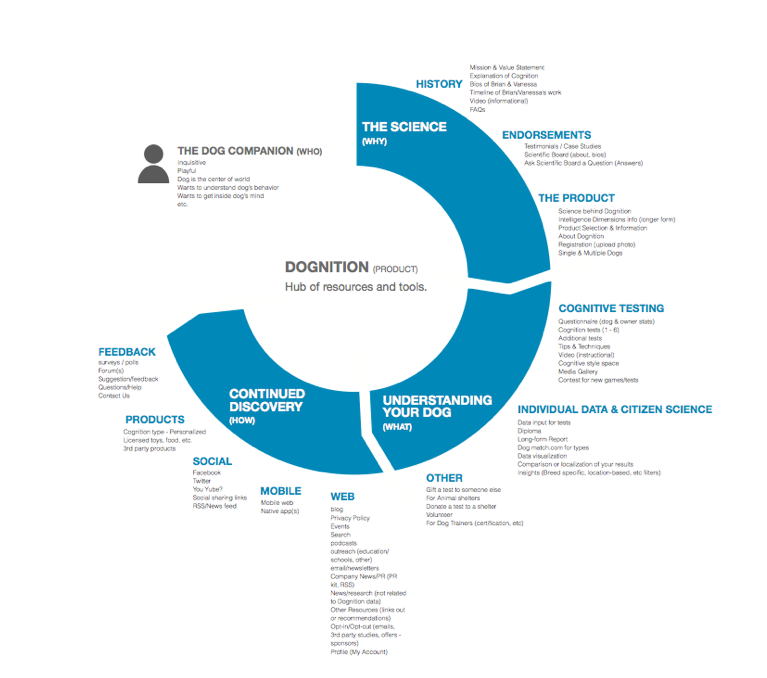 HISTORY
Mission & Value Statement
Explanation of Cognition
Bios of Brian & Vanessa
Timeline of Brian/Vanessa's work
Video (informational)
FAQs
THE SCIENCE
(WHY)
ENDORSEMENTS
Testimonials / Case Studies
Scientific Board (about, bios)
Ask Scientific Board a Question (Answers)
THE DOG COMPANION (WHO)
Inquisitive
Playful
Dog is the center of world
Wants to understand dog's behavior
Wants to get inside dog's mind
etc.
THE PRODUCT
Science behind Dognition
Intelligence Dimensions info (longer form)
Product Selection & Information
About Dognition
Registration (upload photo)
Single & Multiple Dogs
DOGNITION (PRODUCT)
Hub of resources and tools.
COGNITIVE TESTING
Questionnaire (dog & owner stats)
Cognition tests (1 - 6)
Additional tests
Tips & Techniques
Video (instructional)
Cognitive style space
Media Gallery
Contest for new games/tests
UNDERSTANDING
YOUR DOG
(WHAT)
CONTINUED
DISCOVERY
(HOW)
INDIVIDUAL DATA & CITIZEN SCIENCE
Data input for tests
Diploma
Long-form Report
Dog match.com for types
Data visualization
Comparison or localization of your results
Insights (Breed specific, location-based, etc filters)
FEEDBACK
surveys / polls
Forum(s)
Suggestion/feedback
Questions/Help
Contact Us
PRODUCTS
Cognition type - Personalized
Licensed toys, food, etc.
3rd party products
SOCIAL
Facebook
Twitter
You Yube?
Social sharing links
RSS/News feed
MOBILE
Mobile web
Native app(s)
WEB
blog
Privacy Policy
Events
Search
podcasts
outreach (education/
schools, other)
email/newsletters
Company News/PR (PR
kit, RSS)
News/research (not related
to Dognition data)
Other Resources (links out
or recommendations)
Opt-in/Opt-out (emails,
3rd party studies, offers -
sponsors)
Profile (My Account)
OTHER
Gift a test to someone else
For Animal shelters
Donate a test to a shelter
Volunteer
For Dog Trainers (certification, etc)